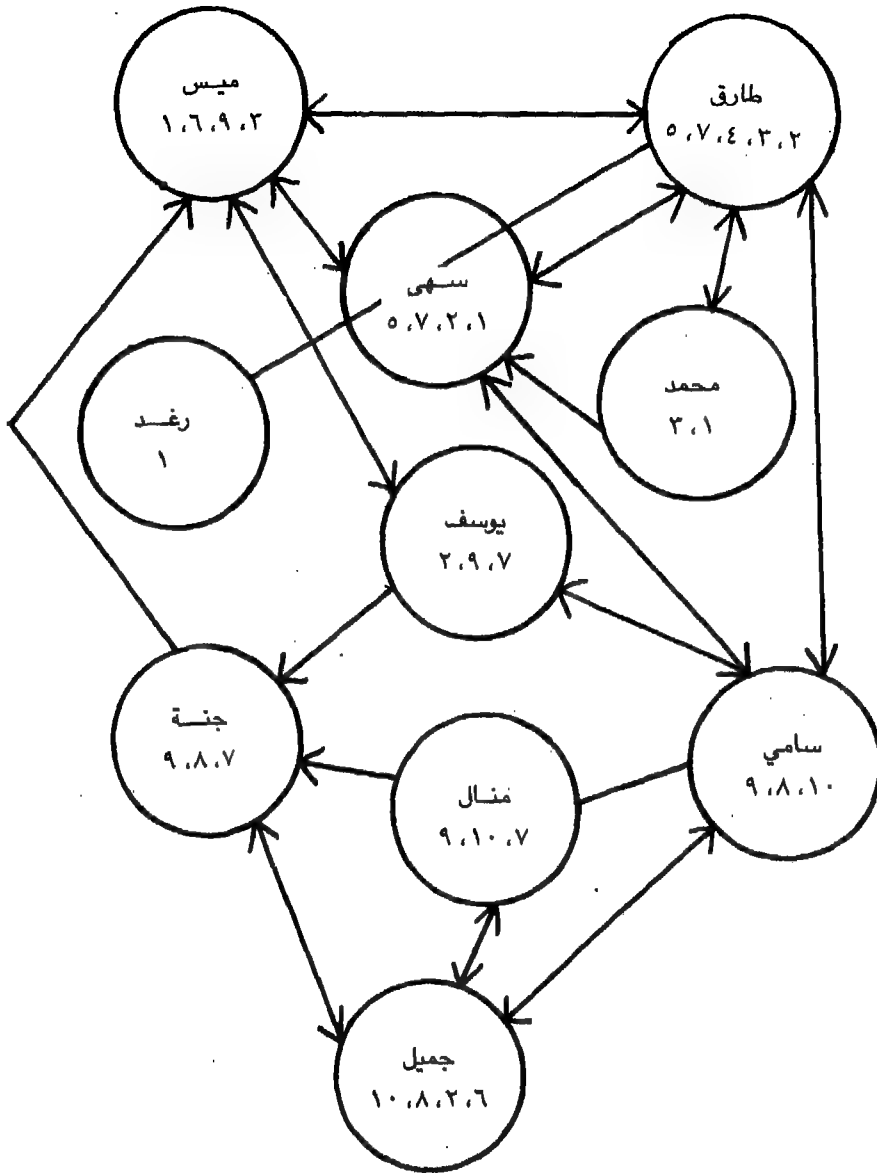 ميس
١،٦،٩،٣
طارق
٥،٧،٤،٣،٢
سهى
٥،٧،٢،١
محمد
٣،١
رغد
١
يوسف
٢،٩،٧
جنة
٩،٨،٧
منال
٩،١٠،٧
سامي
٩،٨،١٠
جميل
١٠،٨،٢،٦